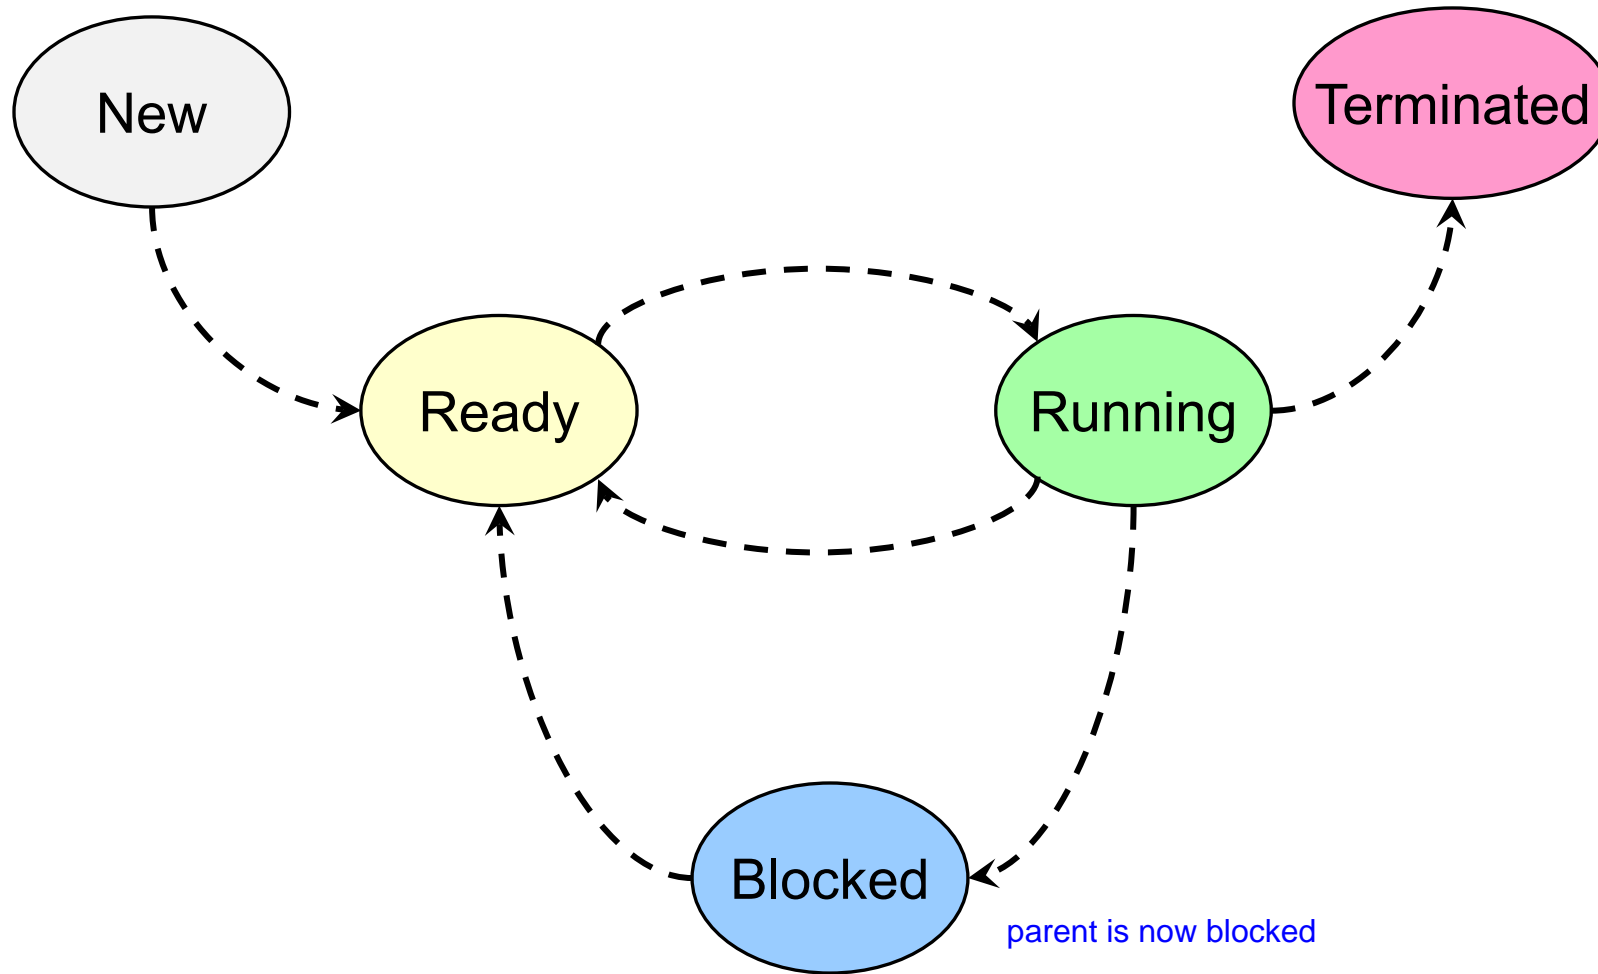 New
Terminated
Ready
Running
Blocked
parent is now blocked